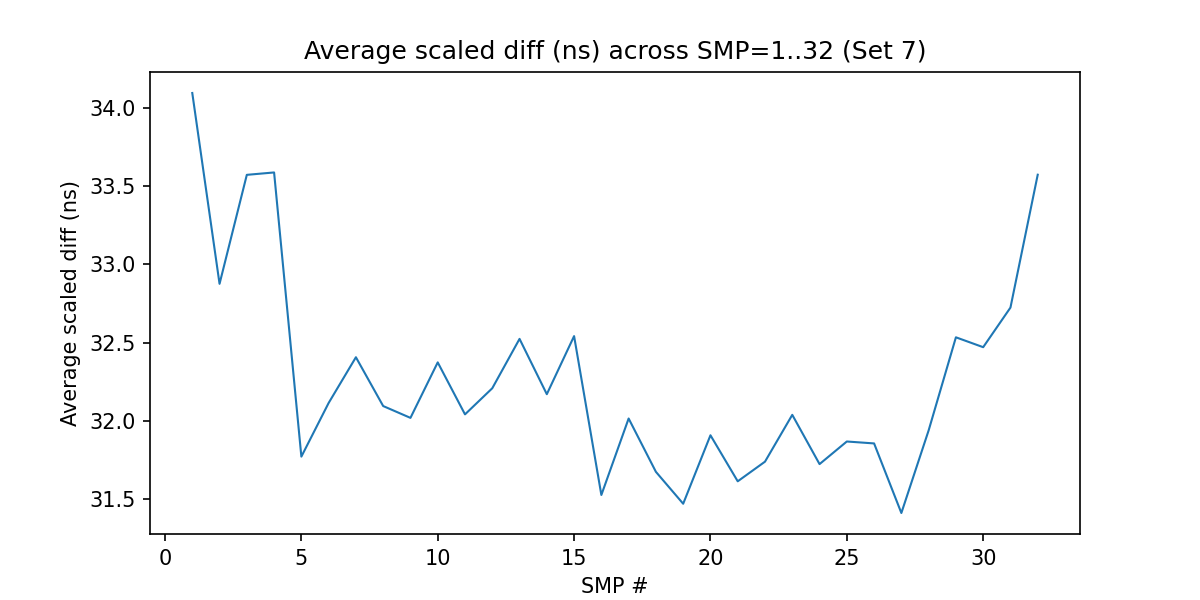 Average scaled diff (ns) across SMP=1..32 (Set 7)
Average scaled diff (ns)
34.0
33.5
33.0
32.5
32.0
31.5
0 5 10 15 20 25 30
SMP #